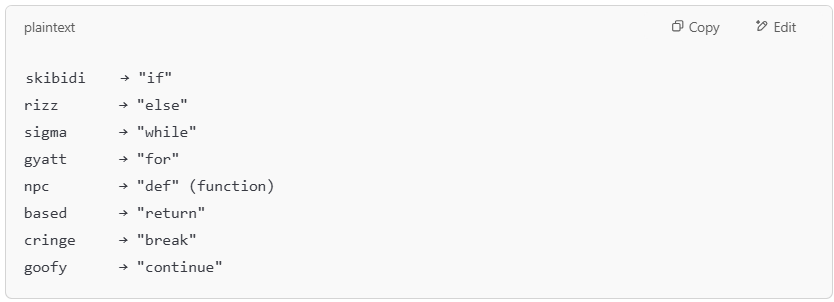 plaintext Copy Edit
skibidi → "if"
rizz → "else"
sigma → "while"
gyatt → "for"
npc → "def" (function)
based → "return"
cringe → "break"
goofy → "continue"